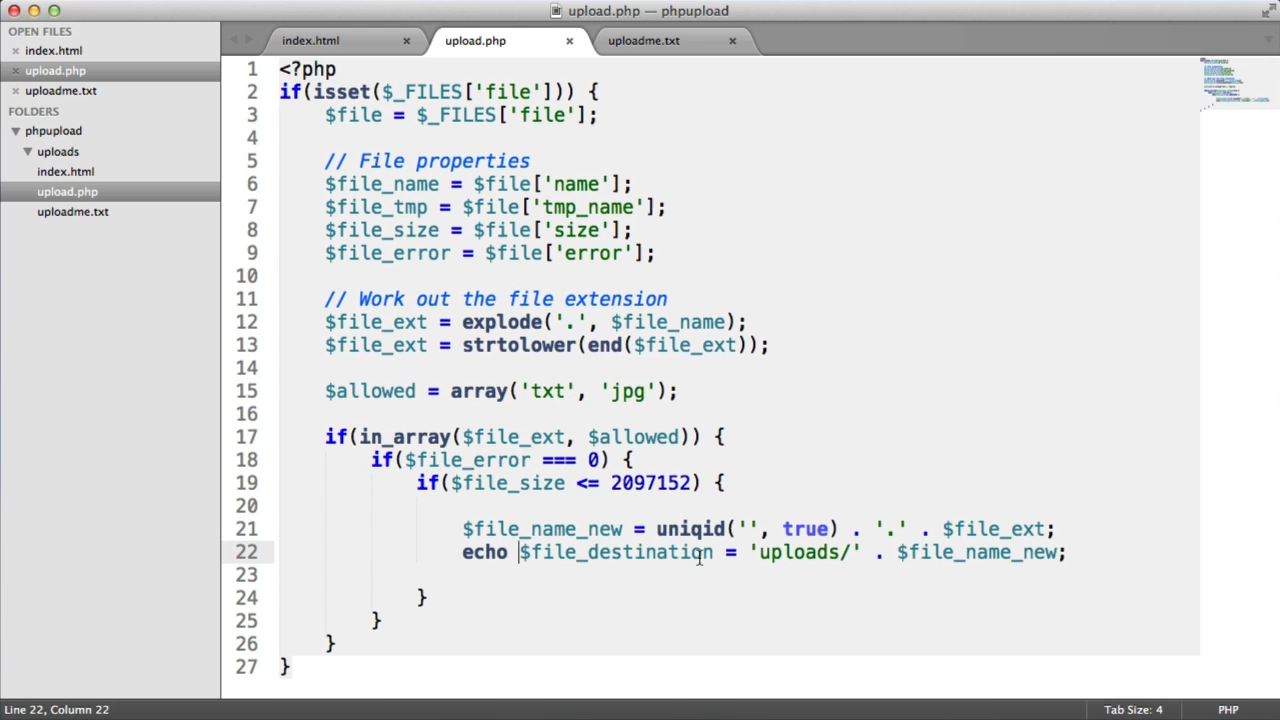 upload.php — phpupload
OPEN FILES
index.html
upload.php
uploadme.txt
FOLDERS
phpupload
uploads
index.html
upload.php
uploadme.txt
index.html
upload.php
uploadme.txt
1 <?php
2 if(isset($_FILES['file'])) {
3 $file = $_FILES['file'];
4
5 // File properties
6 $file_name = $file['name'];
7 $file_tmp = $file['tmp_name'];
8 $file_size = $file['size'];
9 $file_error = $file['error'];
10
11 // Work out the file extension
12 $file_ext = explode('.', $file_name);
13 $file_ext = strtolower(end($file_ext));
14
15 $allowed = array('txt', 'jpg');
16
17 if(in_array($file_ext, $allowed)) {
18 if($file_error === 0) {
19 if($file_size <= 2097152) {
20
21 $file_name_new = uniqid('', true) . '.' . $file_ext;
22 echo $file_destination = 'uploads/' . $file_name_new;
23
24 }
25 }
26 }
27 }
Line 22, Column 22
Tab Size: 4
PHP